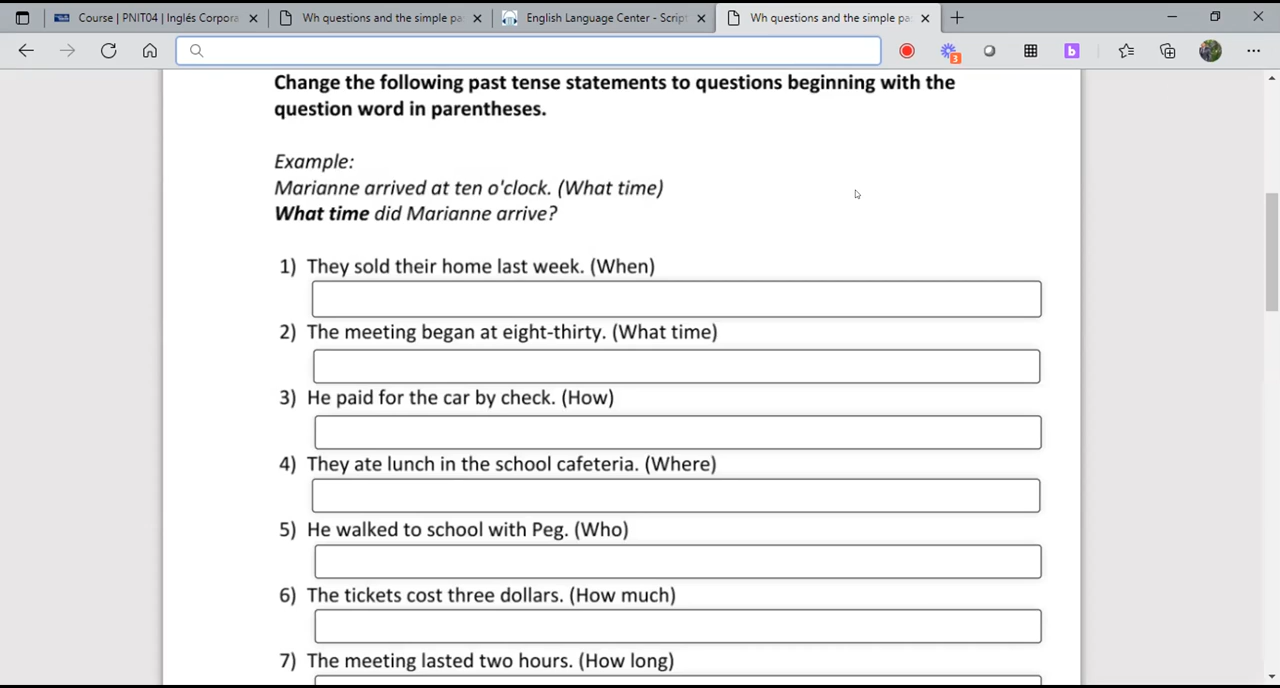 Course | PNIT04 | Inglés Corpora
Wh questions and the simple pa
English Language Center - Script
Wh questions and the simple pa
3
b
Change the following past tense statements to questions beginning with the
question word in parentheses.
Example:
Marianne arrived at ten o'clock. (What time)
What time did Marianne arrive?
1) They sold their home last week. (When)
2) The meeting began at eight-thirty. (What time)
3) He paid for the car by check. (How)
4) They ate lunch in the school cafeteria. (Where)
5) He walked to school with Peg. (Who)
6) The tickets cost three dollars. (How much)
7) The meeting lasted two hours. (How long)